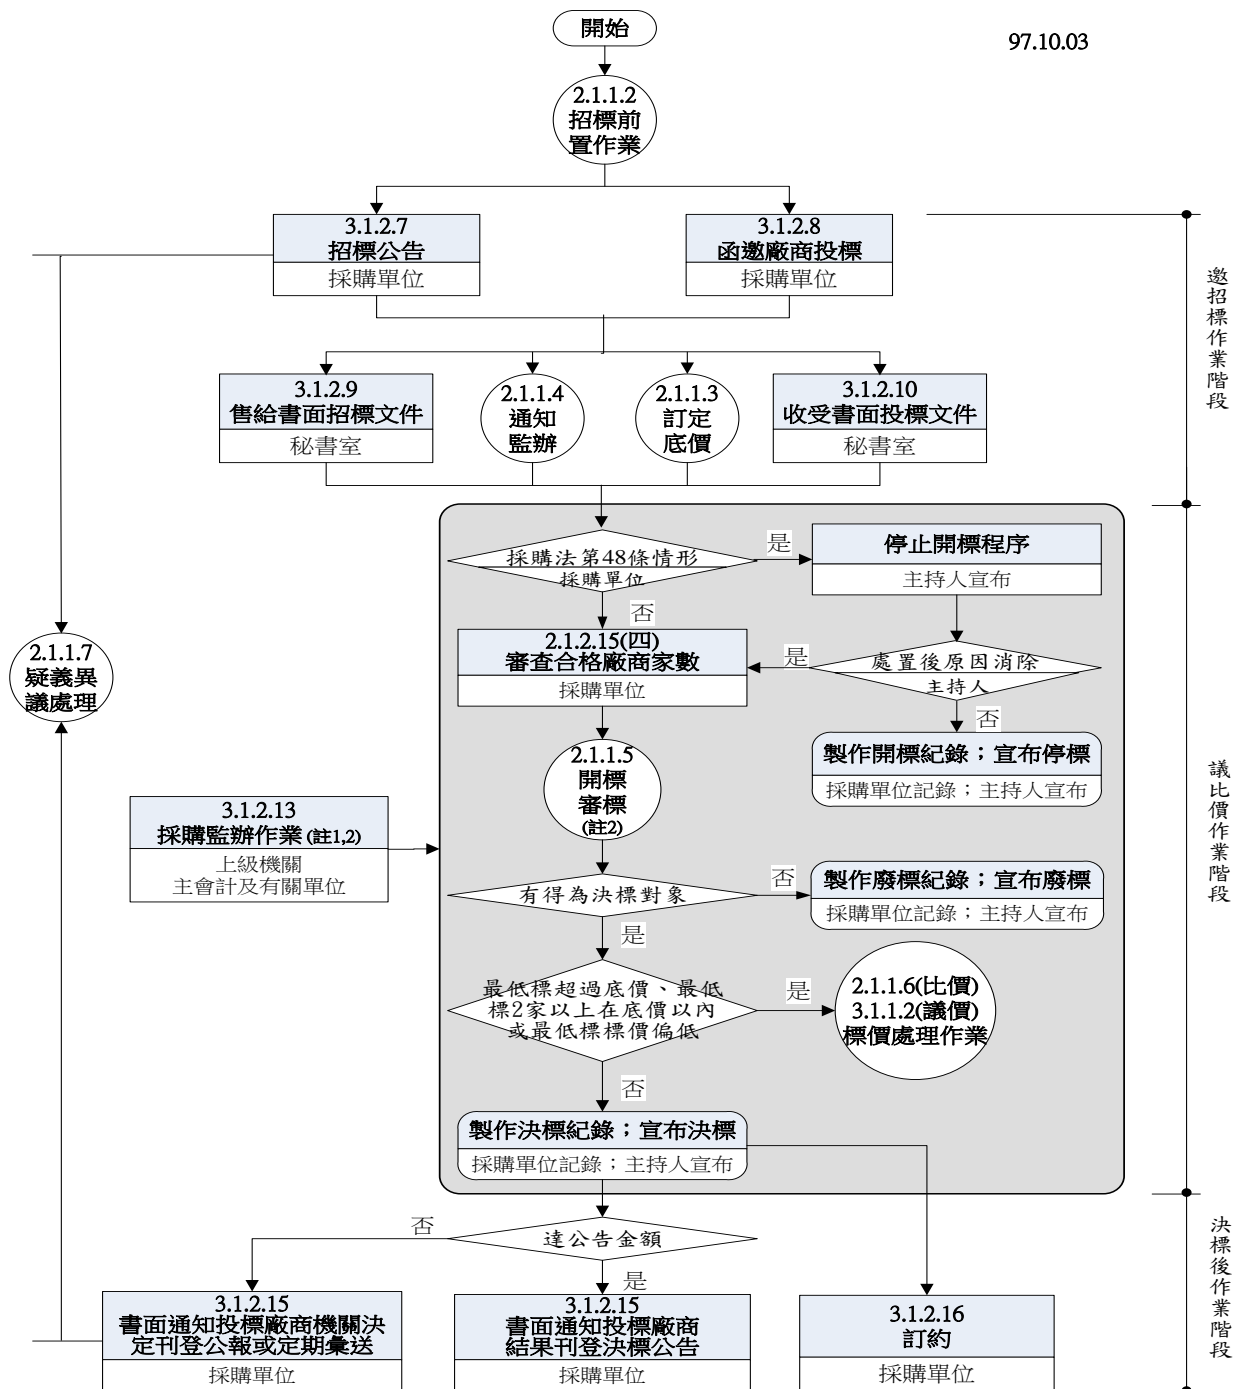 開始
97.10.03
2.1.1.2
招標前
置作業
3.1.2.7
招標公告
採購單位
3.1.2.8
函邀廠商投標
採購單位
邀招標作業階段
3.1.2.9
售給書面招標文件
秘書室
2.1.1.4
通知
監辦
2.1.1.3
訂定
底價
3.1.2.10
收受書面投標文件
秘書室
採購法第48條情形
採購單位
是
停止開標程序
主持人宣布
否
2.1.2.15(四)
審查合格廠商家數
採購單位
是
處置後原因消除
主持人
否
製作開標紀錄；宣布停標
採購單位記錄；主持人宣布
2.1.1.7
疑義異
議處理
2.1.1.5
開標
審標
(註2)
議比價作業階段
3.1.2.13
採購監辦作業(註1,2)
上級機關
主會計及有關單位
有得為決標對象
否
製作廢標紀錄；宣布廢標
採購單位記錄；主持人宣布
是
最低標超過底價、最低
標2家以上在底價以內
或最低標標價偏低
是
2.1.1.6(比價)
3.1.1.2(議價)
標價處理作業
否
製作決標紀錄；宣布決標
採購單位記錄；主持人宣布
達公告金額
否
是
決標後作業階段
3.1.2.15
書面通知投標廠商機關決
定刊登公報或定期彙送
採購單位
3.1.2.15
書面通知投標廠商
結果刊登決標公告
採購單位
3.1.2.16
訂約
採購單位